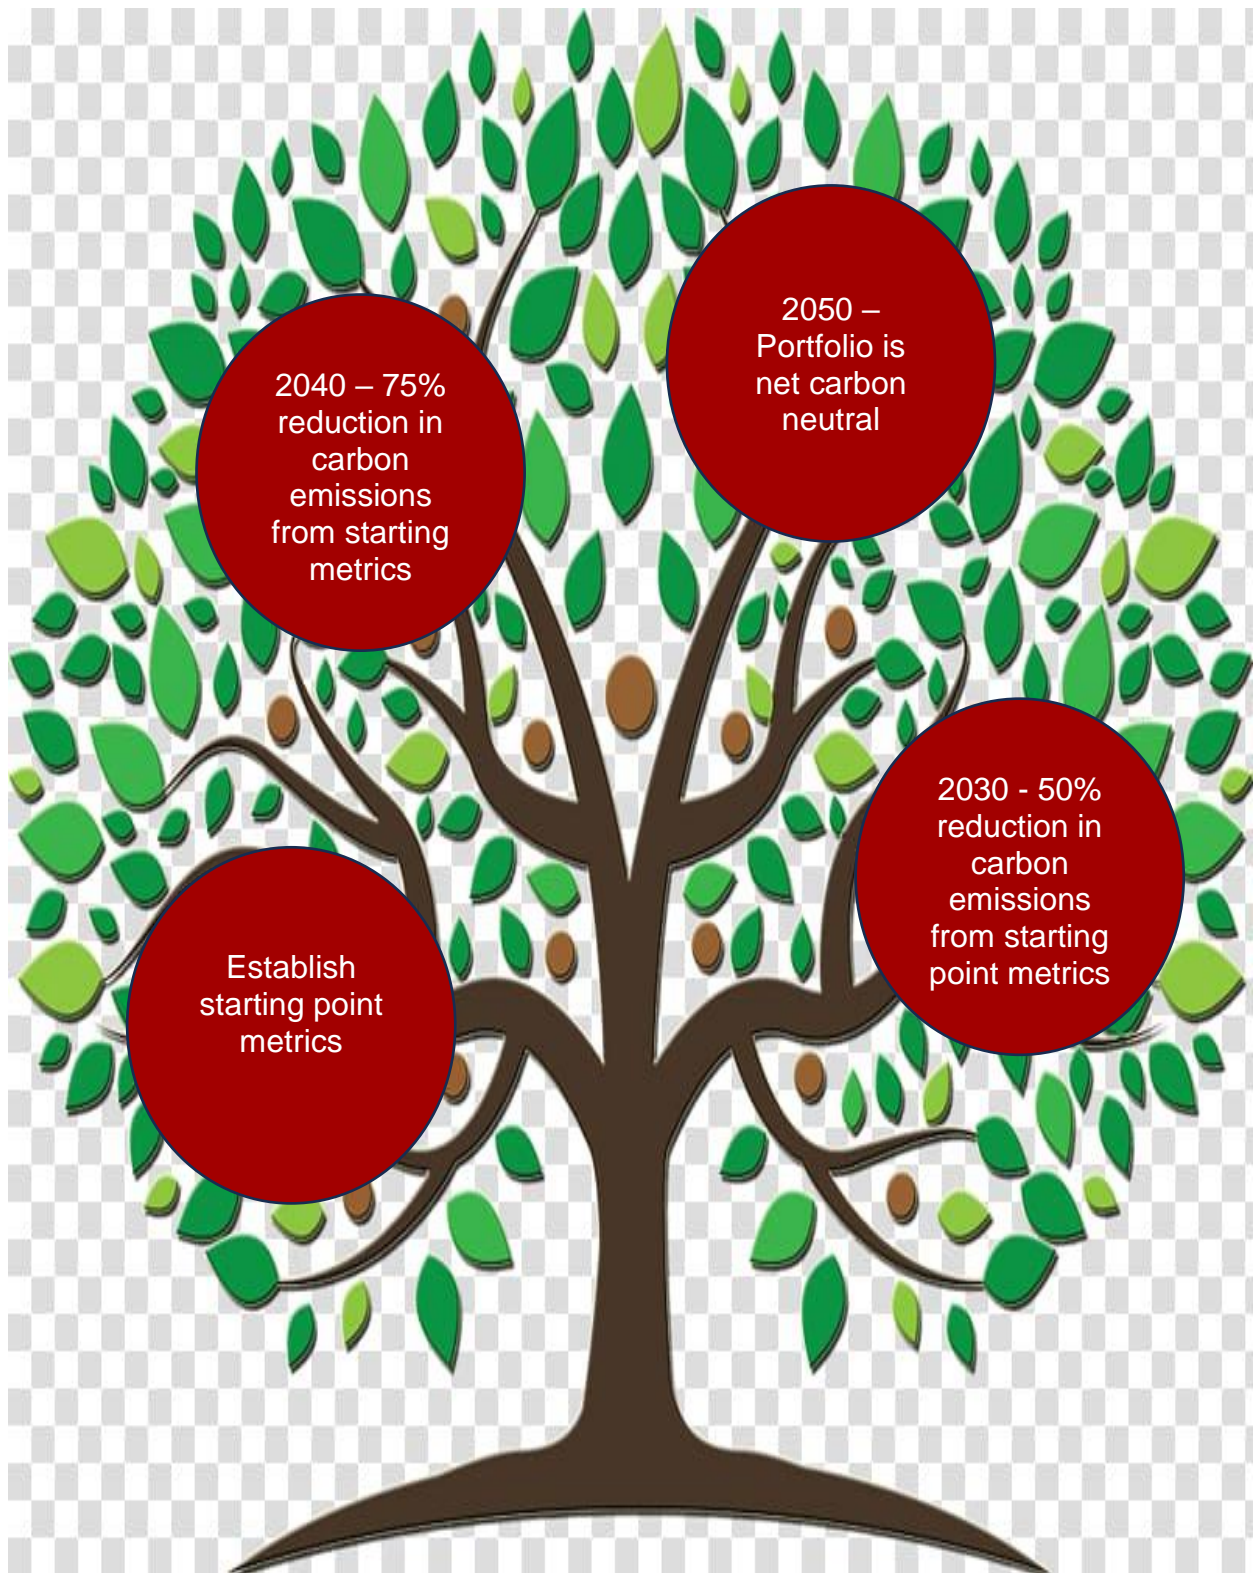 2050 –
Portfolio is
net carbon
neutral
2040 – 75%
reduction in
carbon
emissions
from starting
metrics
2030 - 50%
reduction in
carbon
emissions
from starting
point metrics
Establish
starting point
metrics